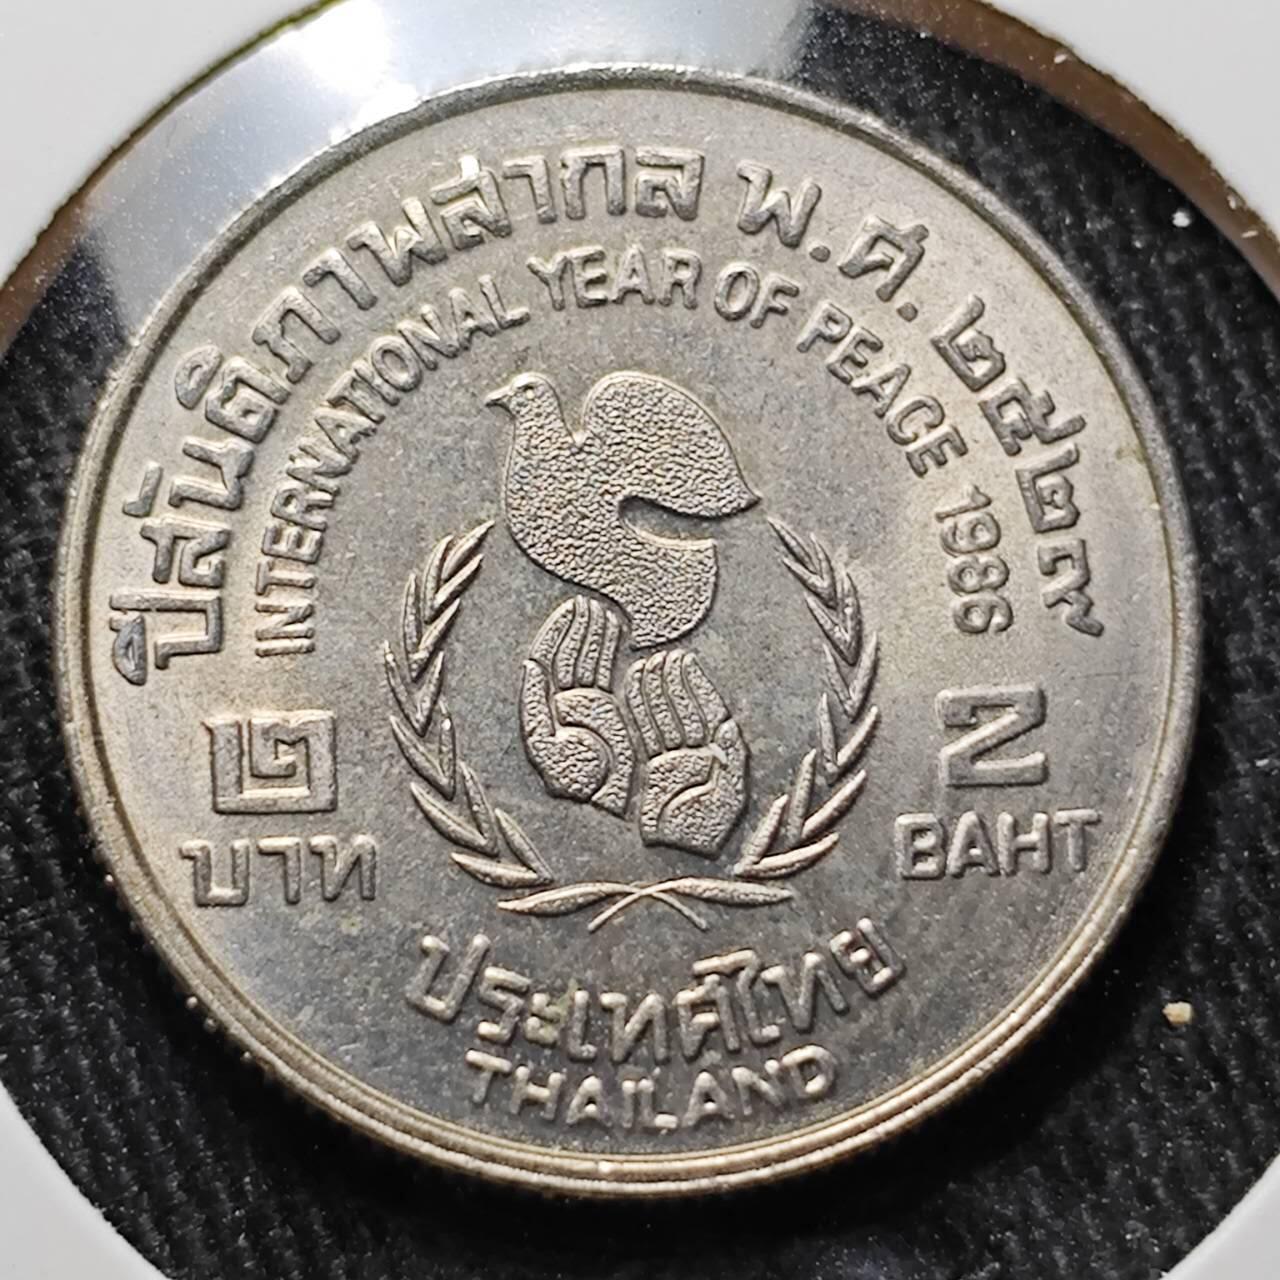 ปีสันติภาพสากล พ.ศ. ๒๕๒๙
INTERNATIONAL YEAR OF PEACE 1986
๒
บาท
2
BAHT
ประเทศไทย
THAILAND